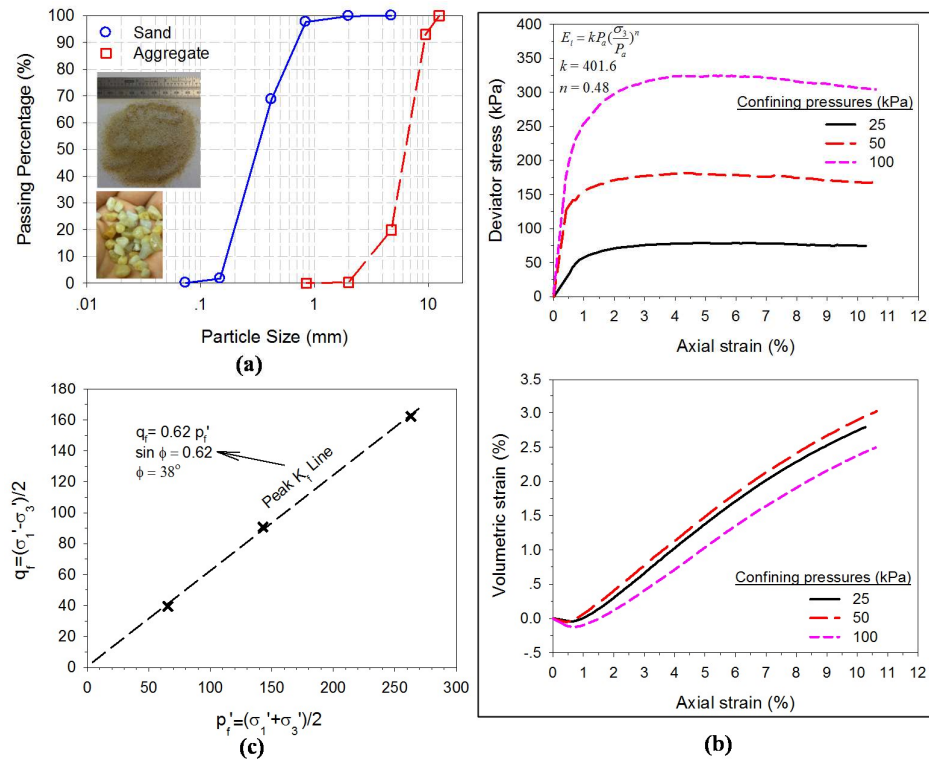 100
90
80
70
60
50
40
30
20
10
0
Passing Percentage (%)
Sand
Aggregate
.01
0.1
1
10
Particle Size (mm)
(a)
400
350
300
250
200
150
100
50
0
Deviator stress (kPa)
E_i = kP_a(σ_3/P_a)^n
k = 401.6
n = 0.48
Confining pressures (kPa)
25
50
100
0 1 2 3 4 5 6 7 8 9 10 11 12
Axial strain (%)
180
160
140
120
100
80
60
40
20
0
q_f=(σ_1'-σ_3')/2
q_f= 0.62 p_f'
sin ϕ = 0.62
ϕ = 38°
Peak K_f Line
0 50 100 150 200 250 300
p_f'=(σ_1'+σ_3')/2
(c)
3.5
3.0
2.5
2.0
1.5
1.0
.5
0.0
-.5
Volumetric strain (%)
Confining pressures (kPa)
25
50
100
0 1 2 3 4 5 6 7 8 9 10 11 12
Axial strain (%)
(b)